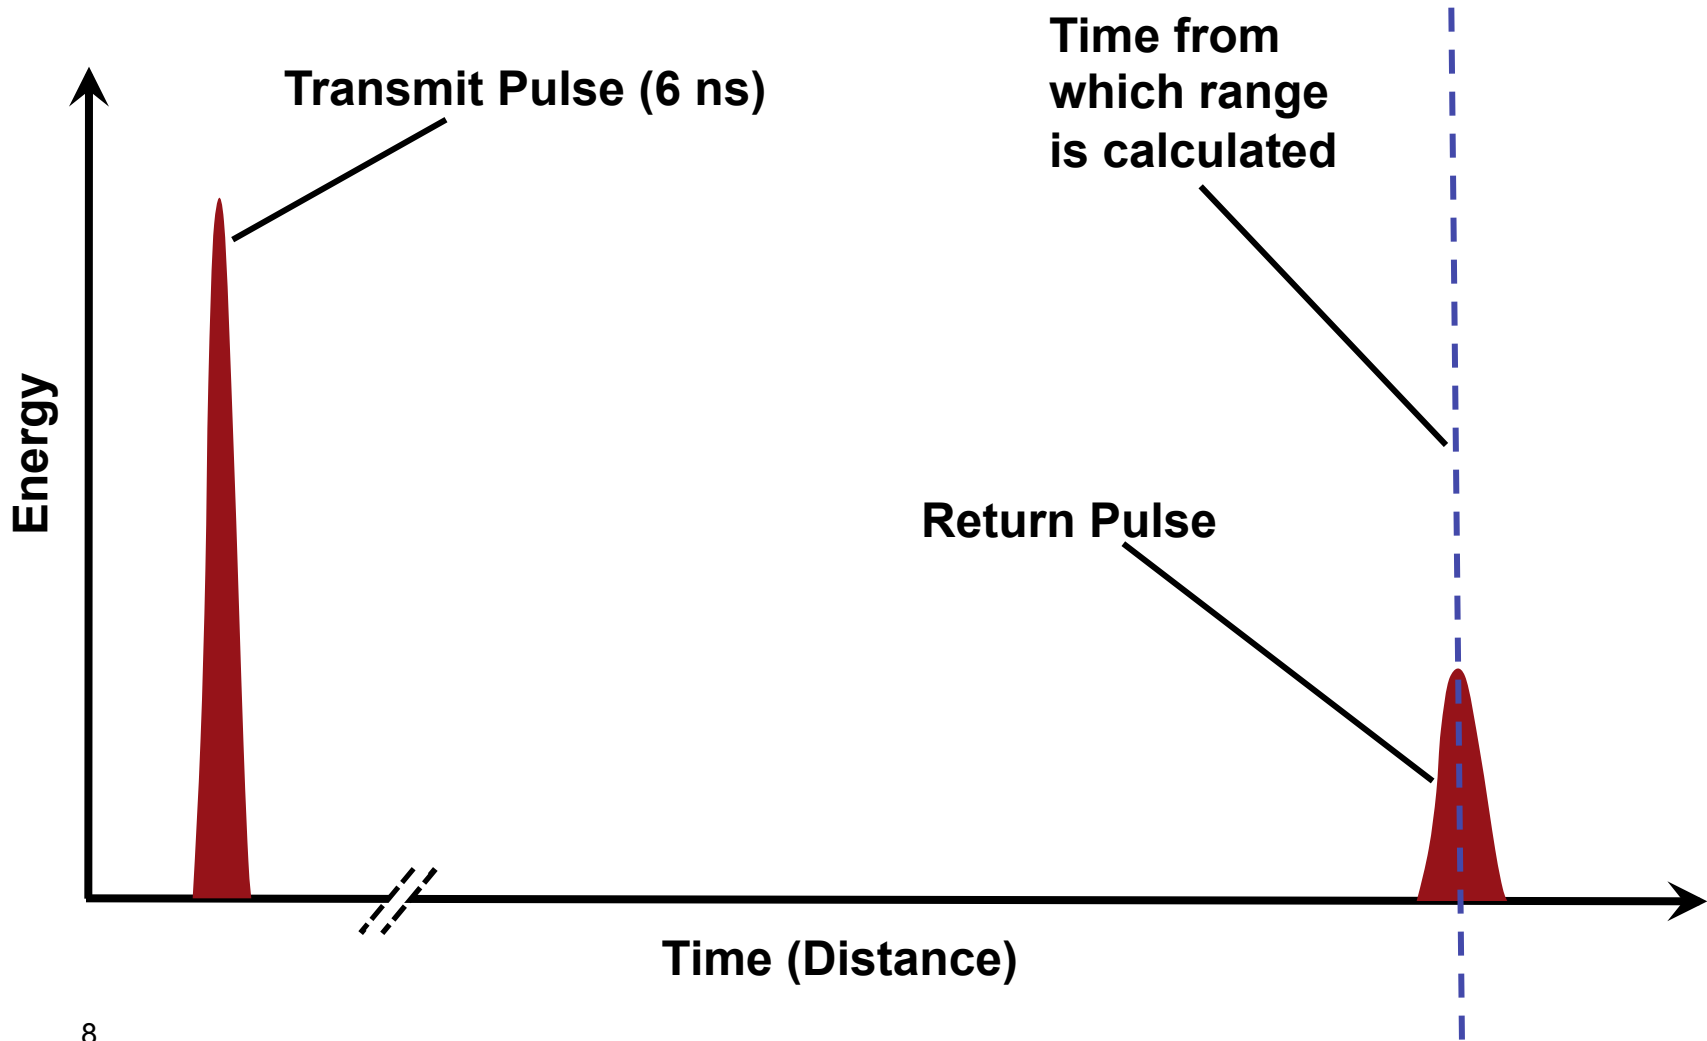 Transmit Pulse (6 ns)
Time from
which range
is calculated
Energy
Return Pulse
Time (Distance)
8